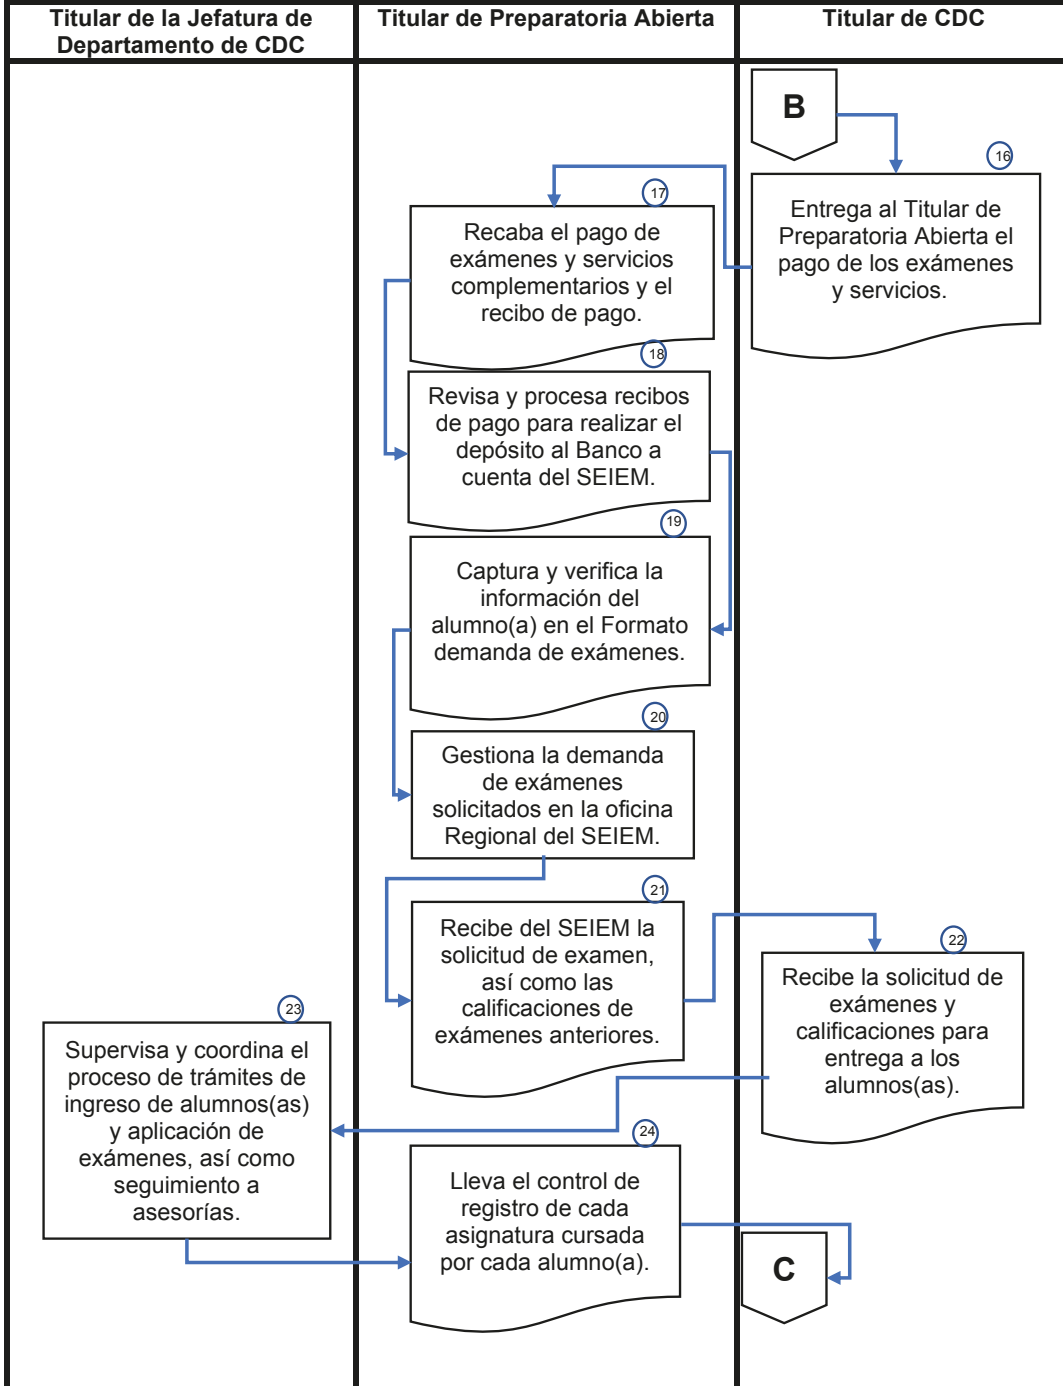 Titular de la Jefatura de
Departamento de CDC
Titular de Preparatoria Abierta
Titular de CDC
B
16
Entrega al Titular de
Preparatoria Abierta el
pago de los exámenes
y servicios.
17
Recaba el pago de
exámenes y servicios
complementarios y el
recibo de pago.
18
Revisa y procesa recibos
de pago para realizar el
depósito al Banco a
cuenta del SEIEM.
19
Captura y verifica la
información del
alumno(a) en el Formato
demanda de exámenes.
20
Gestiona la demanda
de exámenes
solicitados en la oficina
Regional del SEIEM.
21
Recibe del SEIEM la
solicitud de examen,
así como las
calificaciones de
exámenes anteriores.
22
Recibe la solicitud de
exámenes y
calificaciones para
entrega a los
alumnos(as).
23
Supervisa y coordina el
proceso de trámites de
ingreso de alumnos(as)
y aplicación de
exámenes, así como
seguimiento a
asesorías.
24
Lleva el control de
registro de cada
asignatura cursada
por cada alumno(a).
C